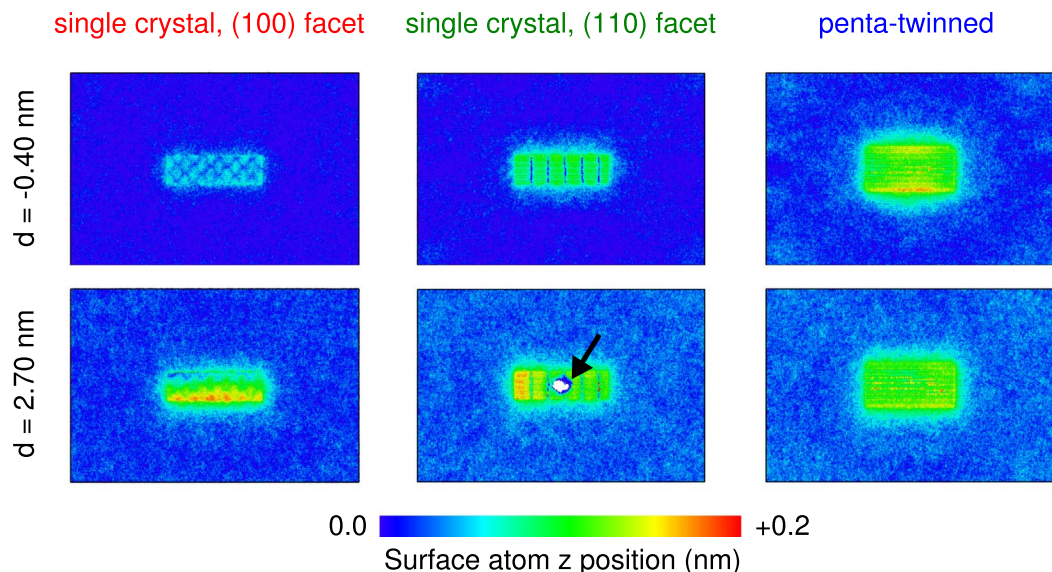 single crystal, (100) facet
single crystal, (110) facet
penta-twinned
d = -0.40 nm
d = 2.70 nm
0.0
+0.2
Surface atom z position (nm)